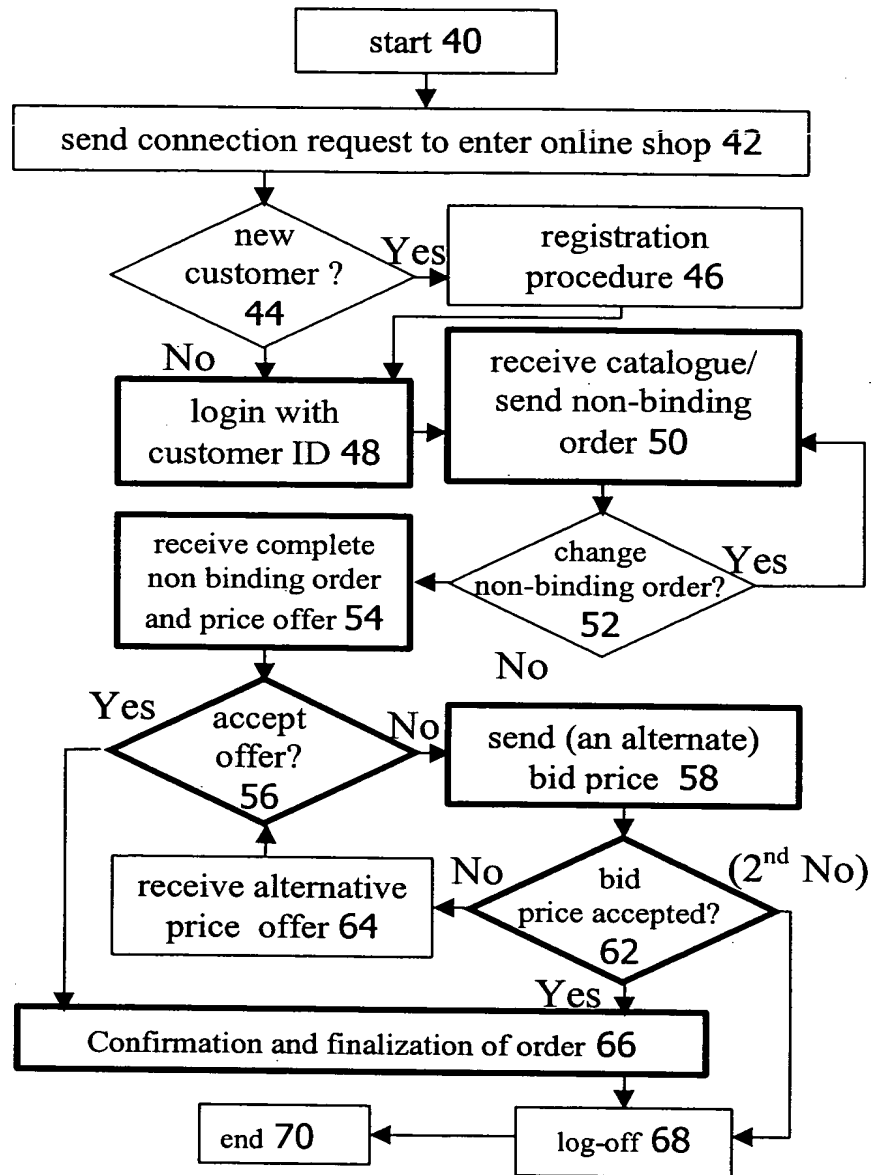 start 40
send connection request to enter online shop 42
new
customer ?
44
Yes
registration
procedure 46
No
login with
customer ID 48
receive catalogue/
send non-binding
order 50
receive complete
non binding order
and price offer 54
change
non-binding order?
52
Yes
No
Yes
accept
offer?
56
No
send (an alternate)
bid price 58
receive alternative
price offer 64
No
bid
price accepted?
62
(2nd No)
Yes
Confirmation and finalization of order 66
end 70
log-off 68